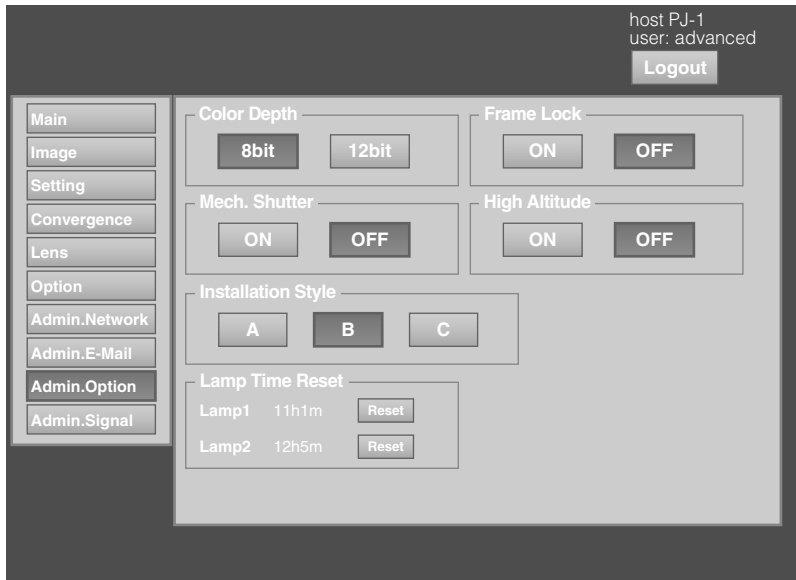 host PJ-1
user: advanced
Logout
Main
Image
Setting
Convergence
Lens
Option
Admin.Network
Admin.E-Mail
Admin.Option
Admin.Signal
Color Depth
8bit 12bit
Frame Lock
ON OFF
Mech. Shutter
ON OFF
High Altitude
ON OFF
Installation Style
A B C
Lamp Time Reset
Lamp1 11h1m Reset
Lamp2 12h5m Reset